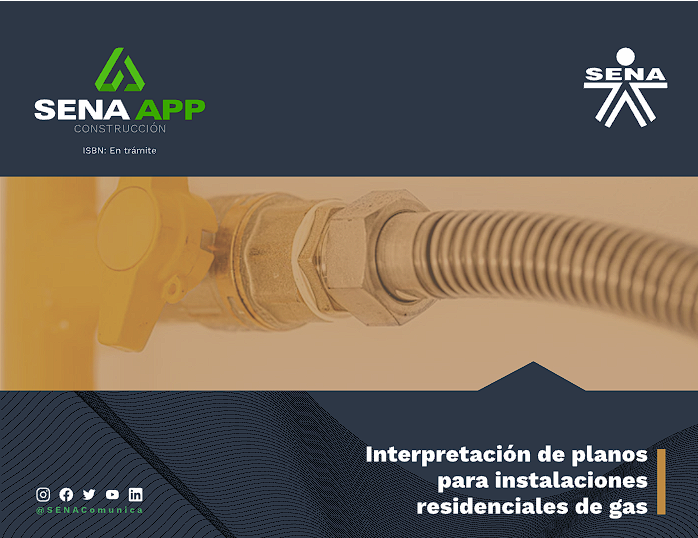 SENA APP
CONSTRUCCIÓN
ISBN: En trámite
SENA
Interpretación de planos
para instalaciones
residenciales de gas
@SENAComunica